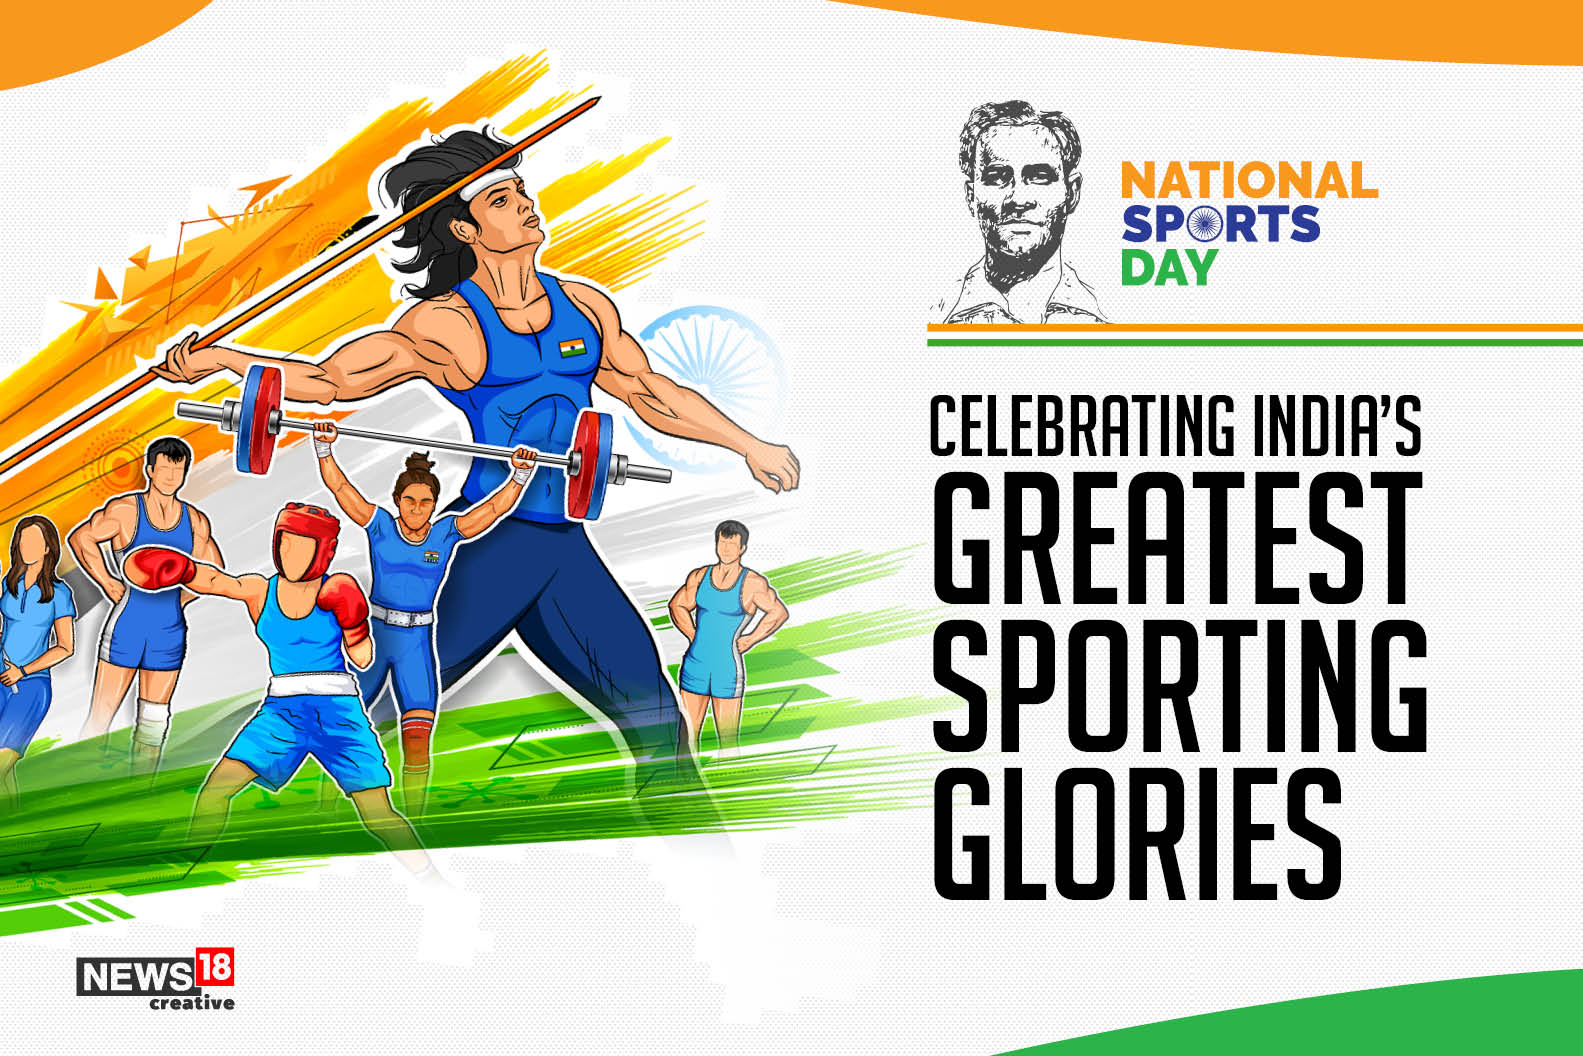 NATIONAL
SPORTS
DAY
CELEBRATING INDIA'S
GREATEST
SPORTING
GLORIES
NEWS18
creative